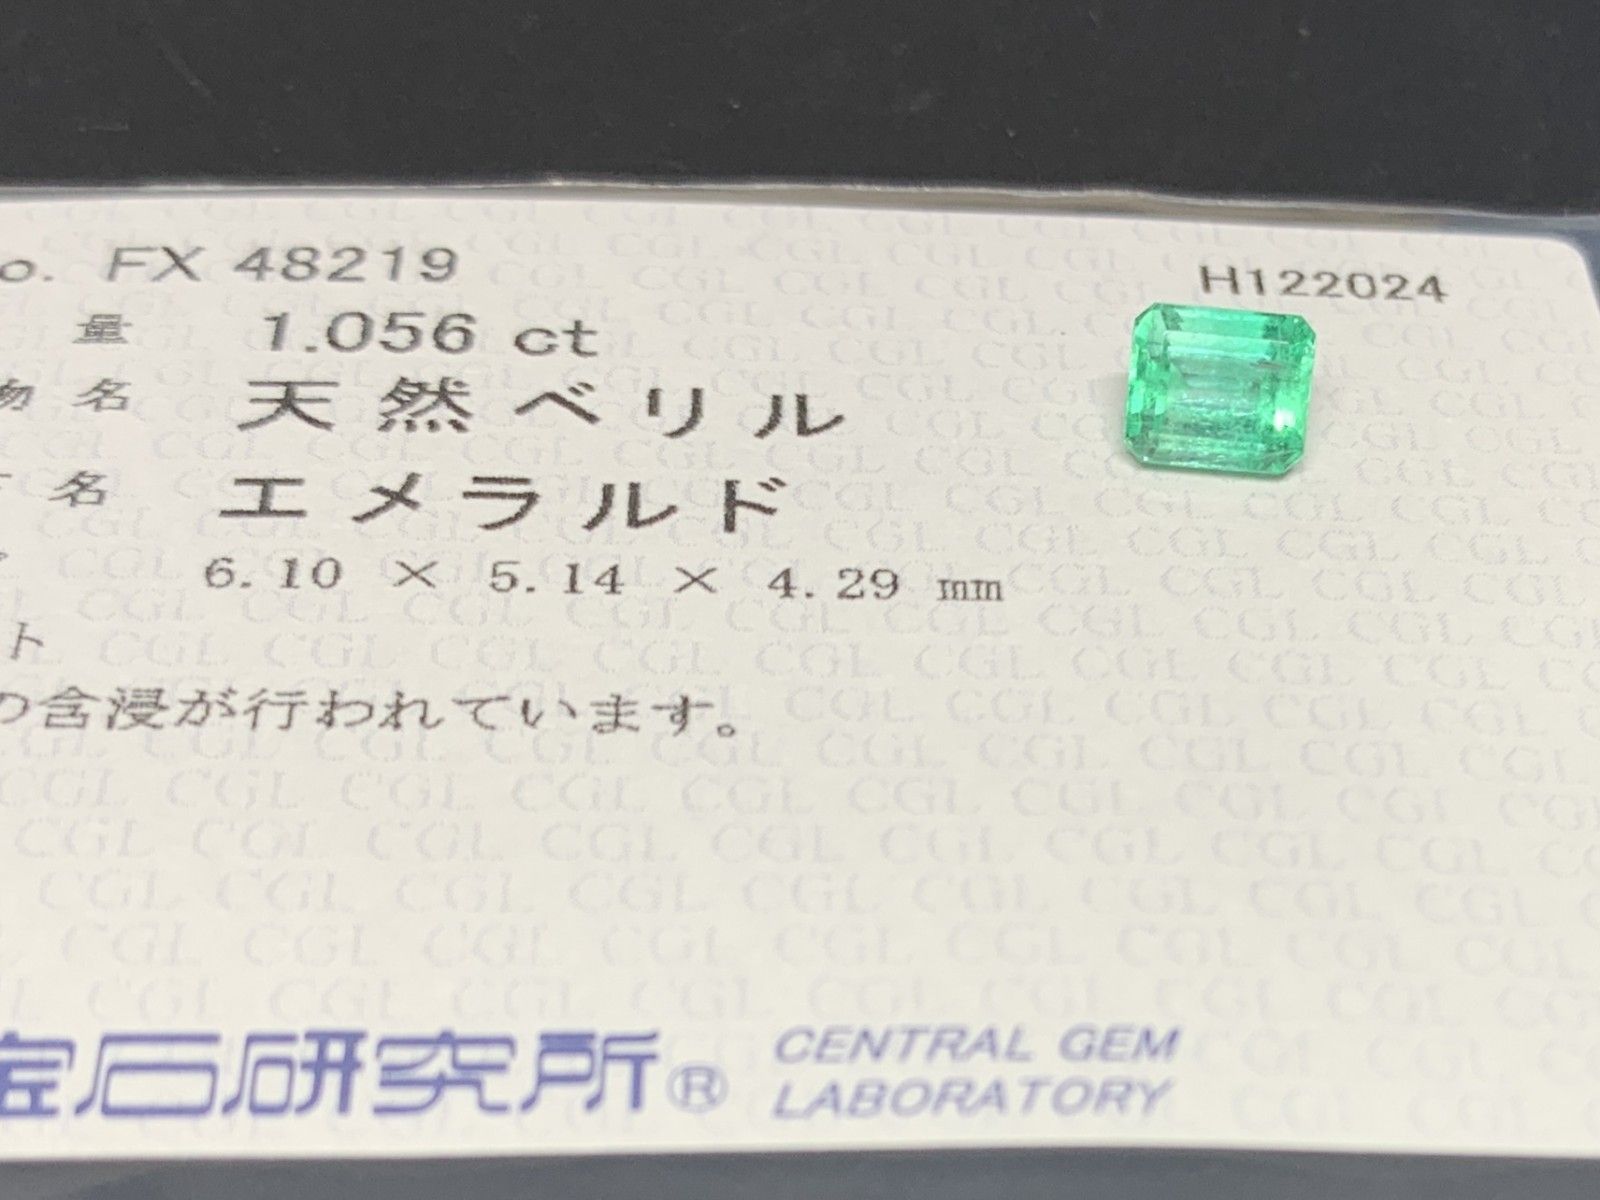 o. FX 48219
H122024
量 1.056 ct
物名 天然ベリル
名 エメラルド
6.10 × 5.14 × 4.29 mm
ト
の含浸が行われています。
宝石研究所® CENTRAL GEM
LABORATORY